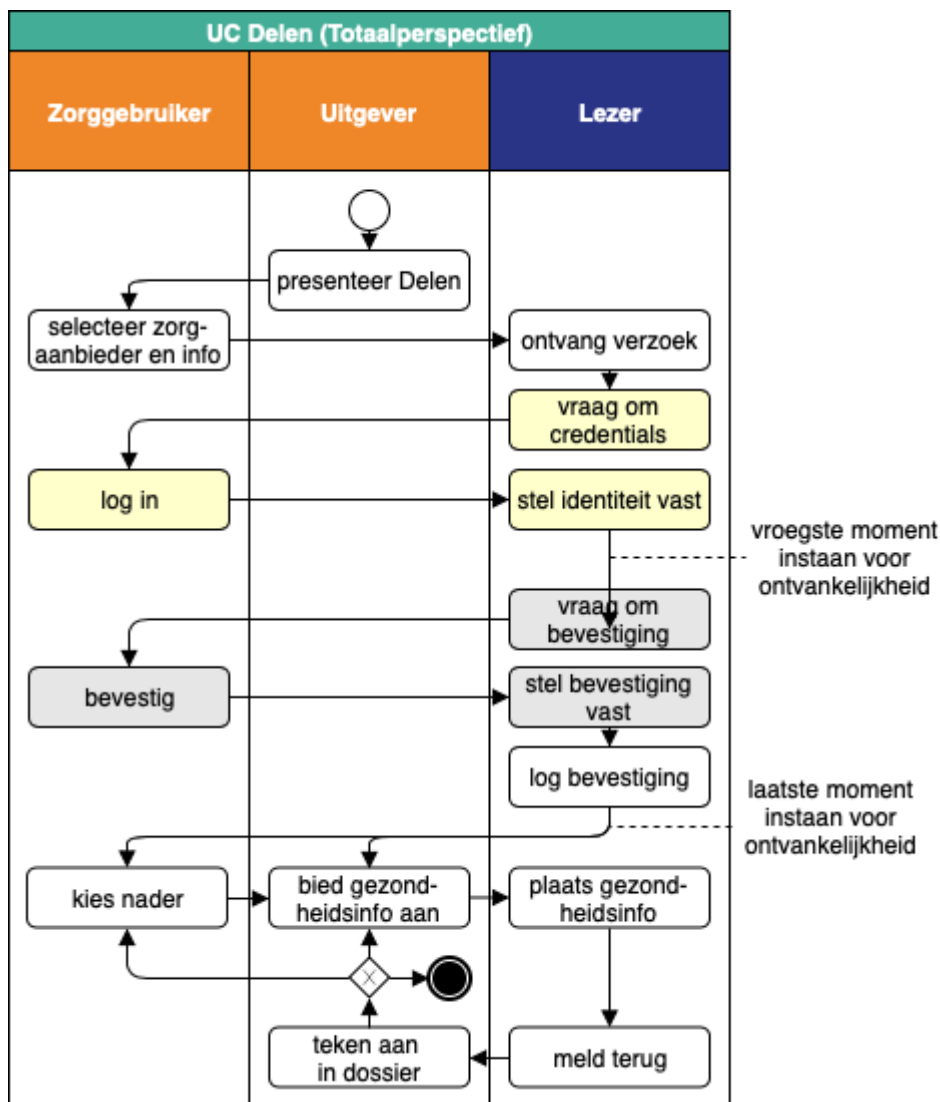 UC Delen (Totaalperspectief)
Zorggebruiker
Uitgever
Lezer
presenteer Delen
selecteer zorg-
aanbieder en info
ontvang verzoek
vraag om
credentials
log in
stel identiteit vast
vroegste moment
instaan voor
ontvankelijkheid
vraag om
bevestiging
bevestig
stel bevestiging
vast
log bevestiging
laatste moment
instaan voor
ontvankelijkheid
kies nader
bied gezond-
heidsinfo aan
plaats gezond-
heidsinfo
X
teken aan
in dossier
meld terug